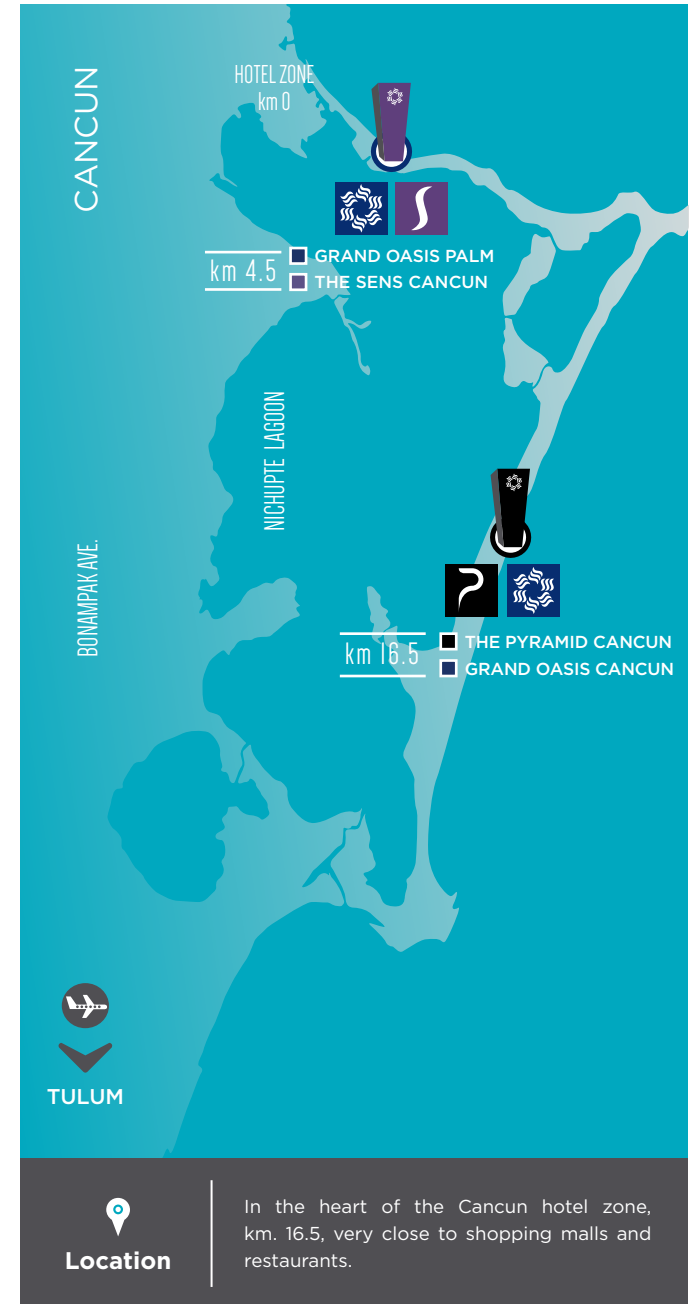 CANCUN
HOTEL ZONE
km 0
km 4.5
GRAND OASIS PALM
THE SENS CANCUN
NICHUPTE LAGOON
BONAMPAK AVE.
km 16.5
THE PYRAMID CANCUN
GRAND OASIS CANCUN
TULUM
Location
In the heart of the Cancun hotel zone,
km. 16.5, very close to shopping malls and
restaurants.